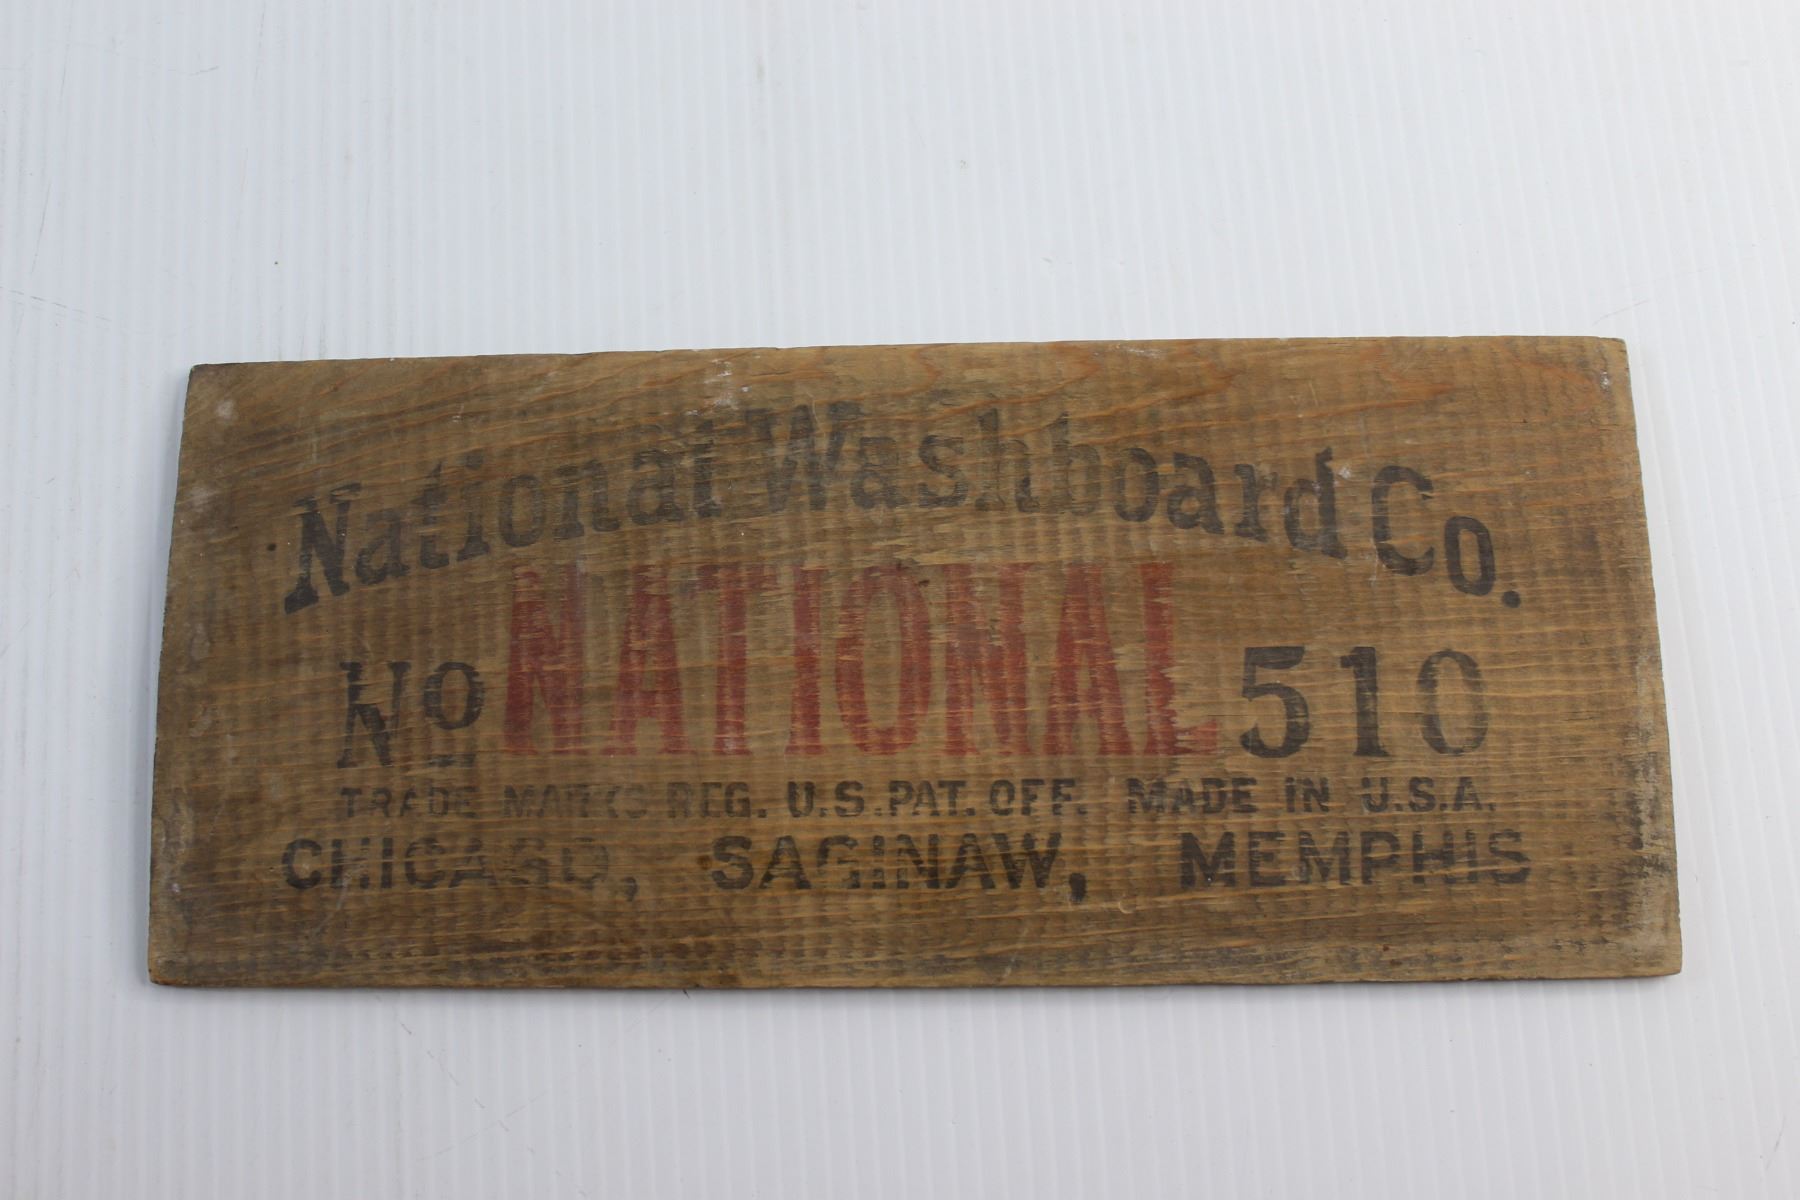 National Washboard Co.
No NATIONAL 510
TRADE MARKS REG. U.S. PAT. OFF. MADE IN U.S.A.
CHICAGO, SAGINAW, MEMPHIS